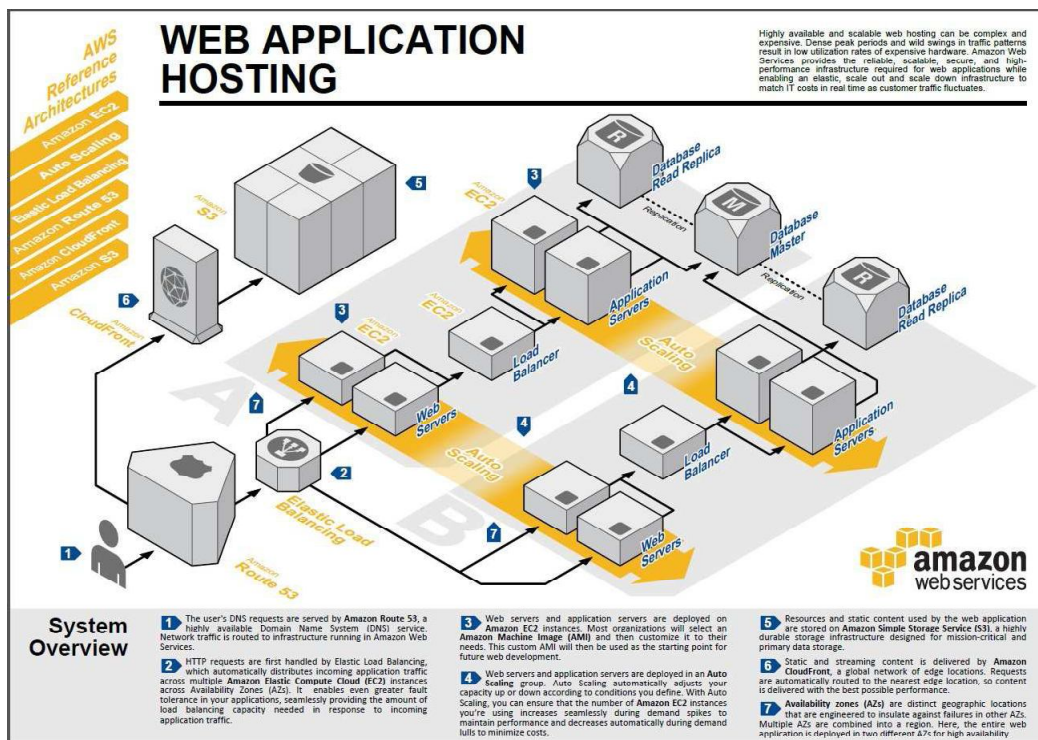 WEB APPLICATION
HOSTING
Highly available and scalable web hosting can be complex and
expensive. Dense peak periods and wild swings in traffic patterns
result in low utilization rates of expensive hardware. Amazon Web
Services provides the reliable, scalable, secure, and high-
performance infrastructure required for web applications while
enabling an elastic, scale out and scale down infrastructure to
match IT costs in real time as customer traffic fluctuates.
AWS
Reference
Architectures
Amazon EC2
Auto Scaling
Elastic Load Balancing
Amazon Route 53
Amazon CloudFront
Amazon S3
Amazon
S3
5
3
Amazon
EC2
R
Database
Read Replica
Replication
M
Database
Master
Replication
R
Database
Read Replica
6
Amazon
CloudFront
3
Amazon
EC2
Amazon
EC2
Application
Servers
Load
Balancer
Auto
Scaling
4
Web
Servers
7
A
4
2
Auto
Scaling
Load
Balancer
Application
Servers
Elastic Load
Balancing
B
7
Web
Servers
1
Amazon
Route 53
amazon
webservices
System
Overview
1 The user's DNS requests are served by Amazon Route 53, a
highly available Domain Name System (DNS) service.
Network traffic is routed to infrastructure running in Amazon Web
Services.
2 HTTP requests are first handled by Elastic Load Balancing,
which automatically distributes incoming application traffic
across multiple Amazon Elastic Compute Cloud (EC2) instances
across Availability Zones (AZs). It enables even greater fault
tolerance in your applications, seamlessly providing the amount of
load balancing capacity needed in response to incoming
application traffic.
3 Web servers and application servers are deployed on
Amazon EC2 instances. Most organizations will select an
Amazon Machine Image (AMI) and then customize it to their
needs. This custom AMI will then be used as the starting point for
future web development.
4 Web servers and application servers are deployed in an Auto
Scaling group. Auto Scaling automatically adjusts your
capacity up or down according to conditions you define. With Auto
Scaling, you can ensure that the number of Amazon EC2 instances
you're using increases seamlessly during demand spikes to
maintain performance and decreases automatically during demand
lulls to minimize costs.
5 Resources and static content used by the web application
are stored on Amazon Simple Storage Service (S3), a highly
durable storage infrastructure designed for mission-critical and
primary data storage.
6 Static and streaming content is delivered by Amazon
CloudFront, a global network of edge locations. Requests
are automatically routed to the nearest edge location, so content
is delivered with the best possible performance.
7 Availability zones (AZs) are distinct geographic locations
that are engineered to insulate against failures in other AZs.
Multiple AZs are combined into a region. Here, the entire web
application is deployed in two different AZs for high availability.